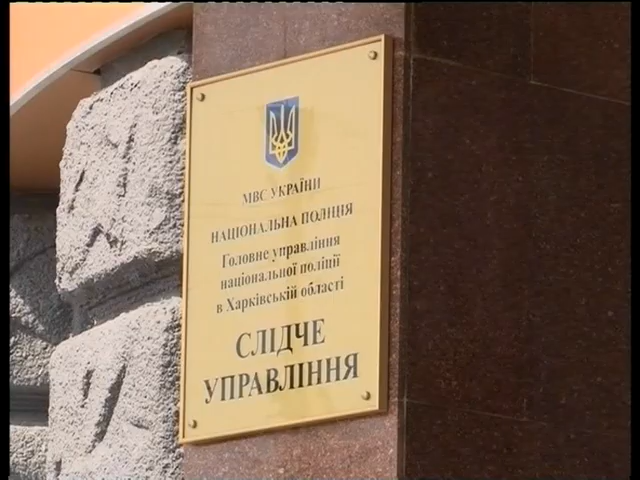 МВС УКРАЇНИ
НАЦІОНАЛЬНА ПОЛІЦІЯ
Головне управління
національної поліції
в Харківській області
СЛІДЧЕ
УПРАВЛІННЯ